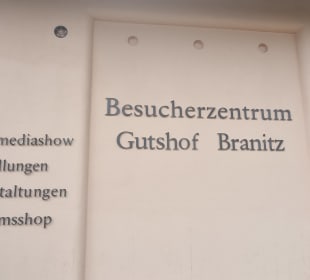 Besucherzentrum
Gutshof Branitz
mediashow
llungen
taltungen
msshop